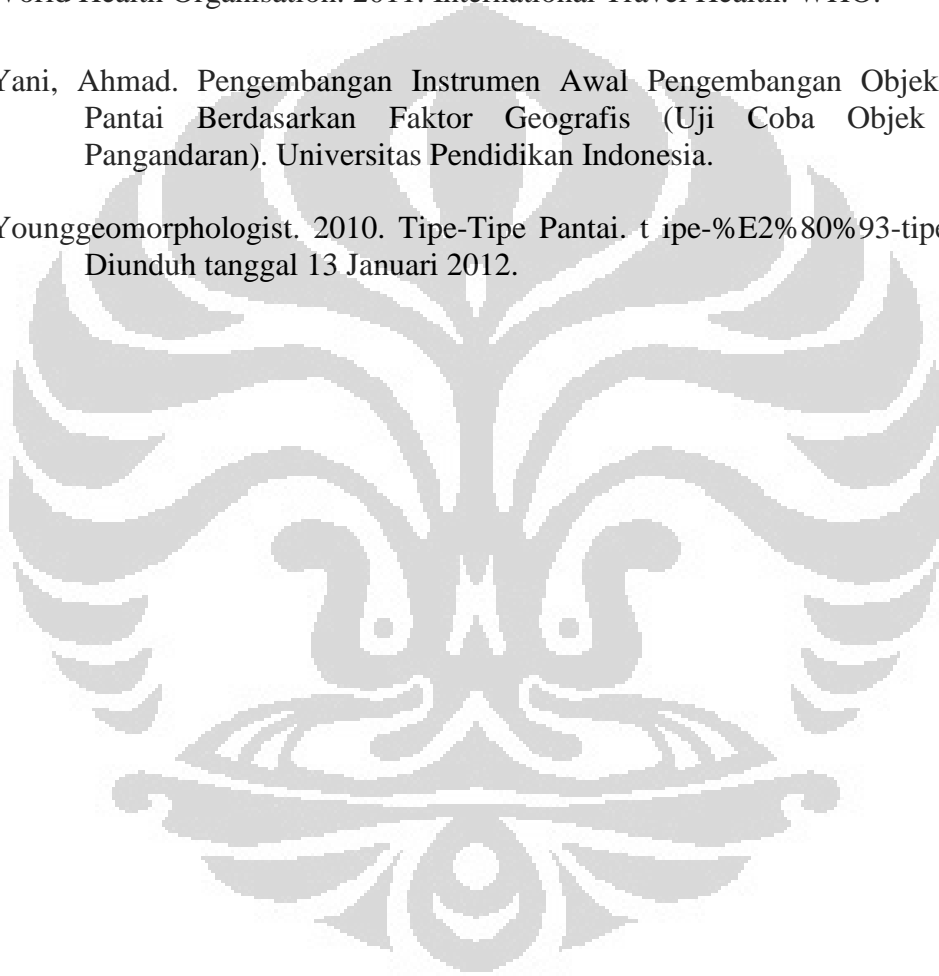 World Health Organisation. 2011. International Travel Health. WHO.
Yani, Ahmad. Pengembangan Instrumen Awal Pengembangan Objek
Pantai Berdasarkan Faktor Geografis (Uji Coba Objek
Pangandaran). Universitas Pendidikan Indonesia.
Younggeomorphologist. 2010. Tipe-Tipe Pantai. t ipe-%E2%80%93-tipe
Diunduh tanggal 13 Januari 2012.